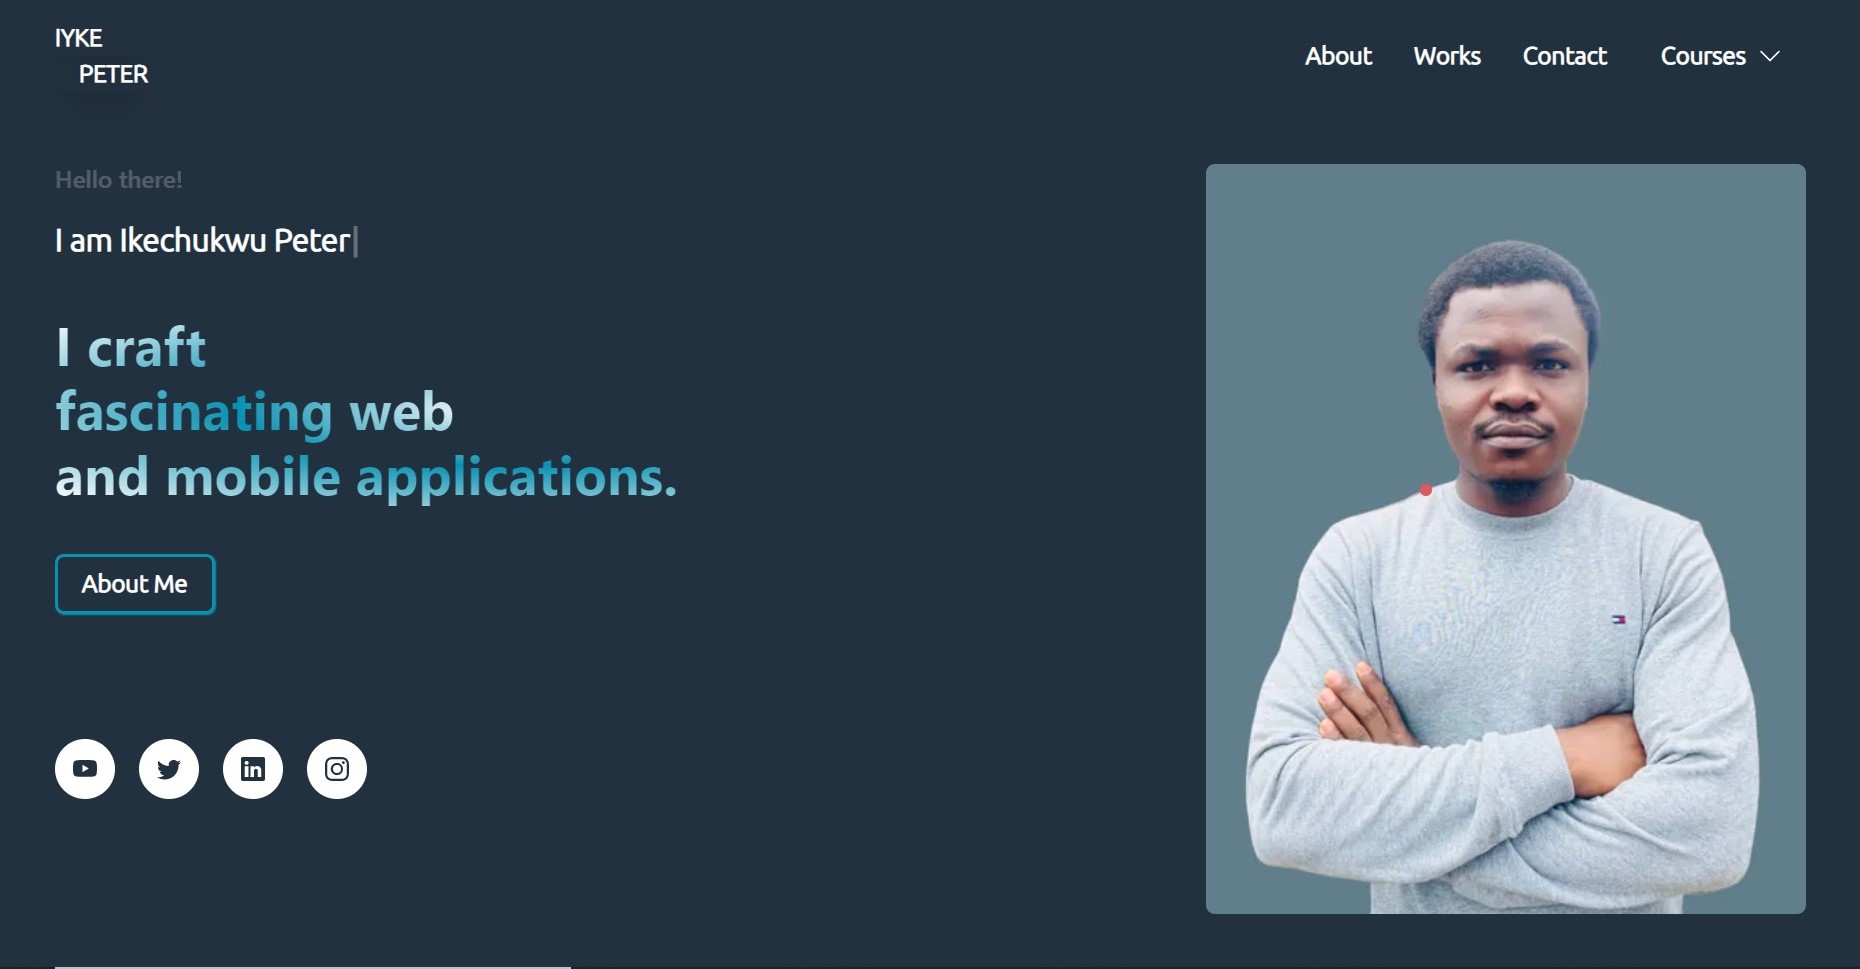 IYKE
PETER
About Works Contact Courses
Hello there!
I am Ikechukwu Peter|
I craft
fascinating web
and mobile applications.
About Me
in